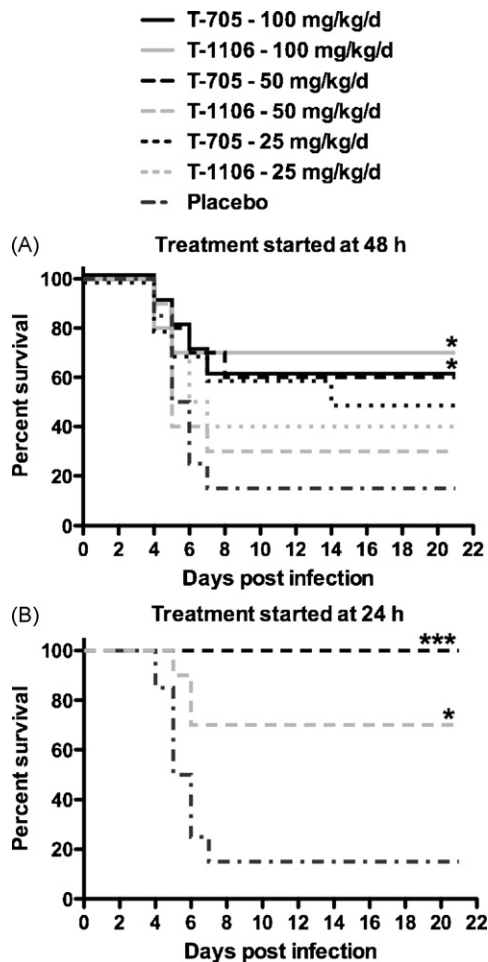 T-705 - 100 mg/kg/d
T-1106 - 100 mg/kg/d
T-705 - 50 mg/kg/d
T-1106 - 50 mg/kg/d
T-705 - 25 mg/kg/d
T-1106 - 25 mg/kg/d
Placebo
(A) Treatment started at 48 h
Percent survival
100
80
60
40
20
0
*
*
0 2 4 6 8 10 12 14 16 18 20 22
Days post infection
(B) Treatment started at 24 h
Percent survival
100
80
60
40
20
0
***
*
0 2 4 6 8 10 12 14 16 18 20 22
Days post infection